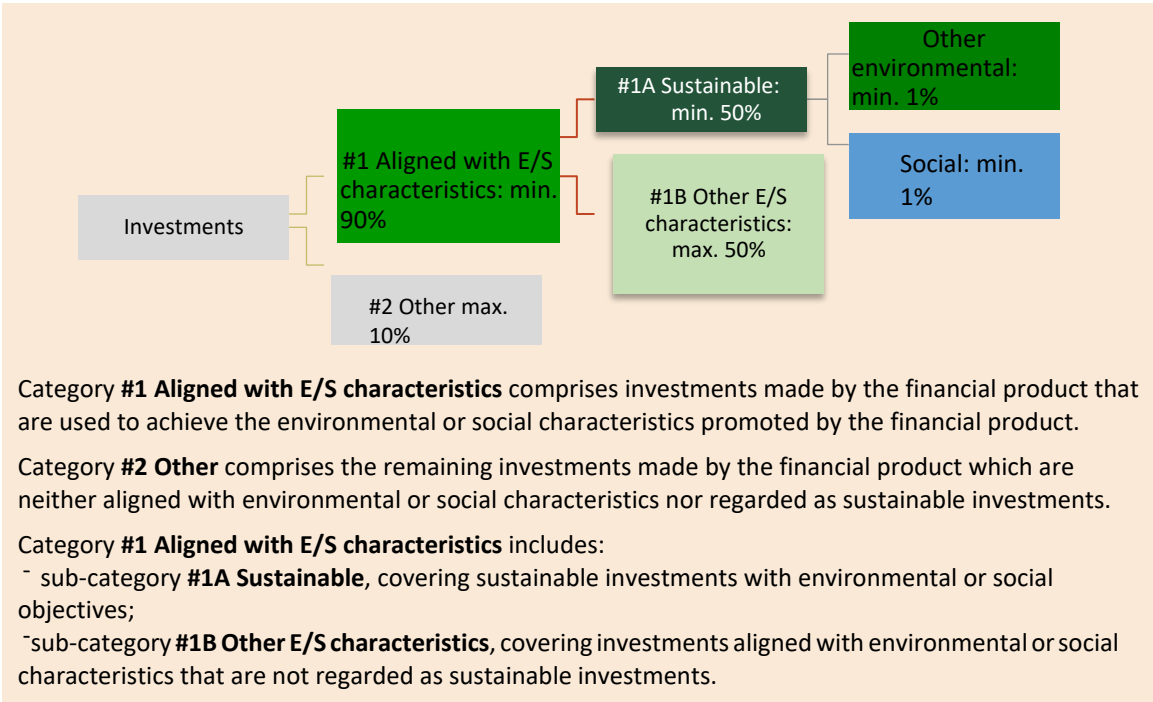 Investments
#1 Aligned with E/S
characteristics: min.
90%
#2 Other max.
10%
#1A Sustainable:
min. 50%
#1B Other E/S
characteristics:
max. 50%
Other
environmental:
min. 1%
Social: min.
1%
Category #1 Aligned with E/S characteristics comprises investments made by the financial product that
are used to achieve the environmental or social characteristics promoted by the financial product.
Category #2 Other comprises the remaining investments made by the financial product which are
neither aligned with environmental or social characteristics nor regarded as sustainable investments.
Category #1 Aligned with E/S characteristics includes:
- sub-category #1A Sustainable, covering sustainable investments with environmental or social
objectives;
-sub-category #1B Other E/S characteristics, covering investments aligned with environmental or social
characteristics that are not regarded as sustainable investments.